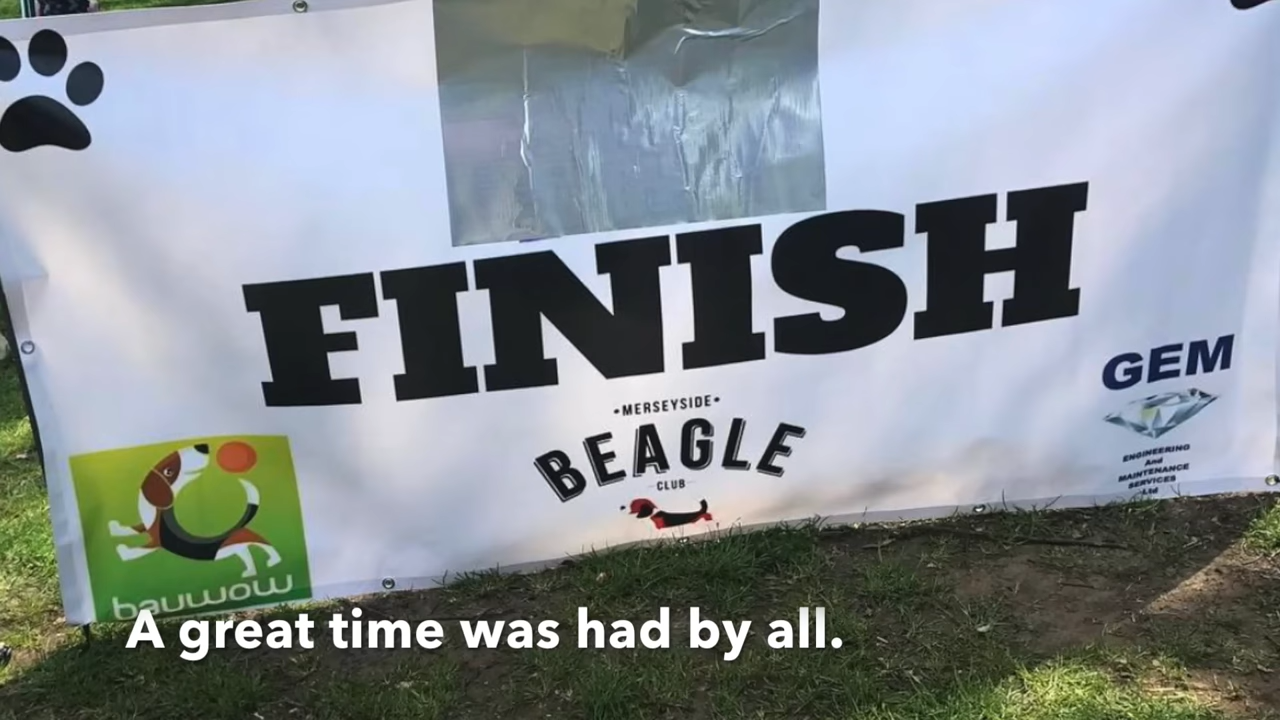 FINISH
•MERSEYSIDE•
BEAGLE
CLUB
GEM
ENGINEERING
And
MAINTENANCE
SERVICES
Ltd
bauwow
A great time was had by all.